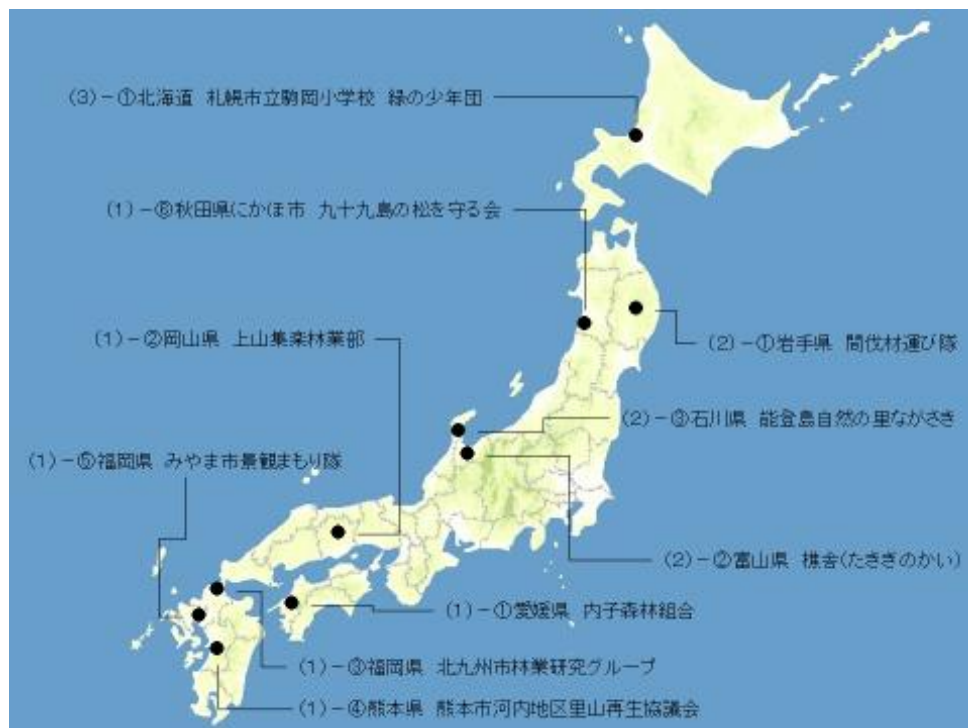 (3)-①北海道 札幌市立駒岡小学校 緑の少年団
(1)-⑥秋田県にかほ市 九十九島の松を守る会
(1)-②岡山県 上山集楽林業部
(2)-①岩手県 間伐材運び隊
(2)-③石川県 能登島自然の里ながさき
(1)-⑤福岡県 みやま市景観まもり隊
(2)-②富山県 樵舎(たきぎのかい)
(1)-①愛媛県 内子森林組合
(1)-③福岡県 北九州市林業研究グループ
(1)-④熊本県 熊本市河内地区里山再生協議会